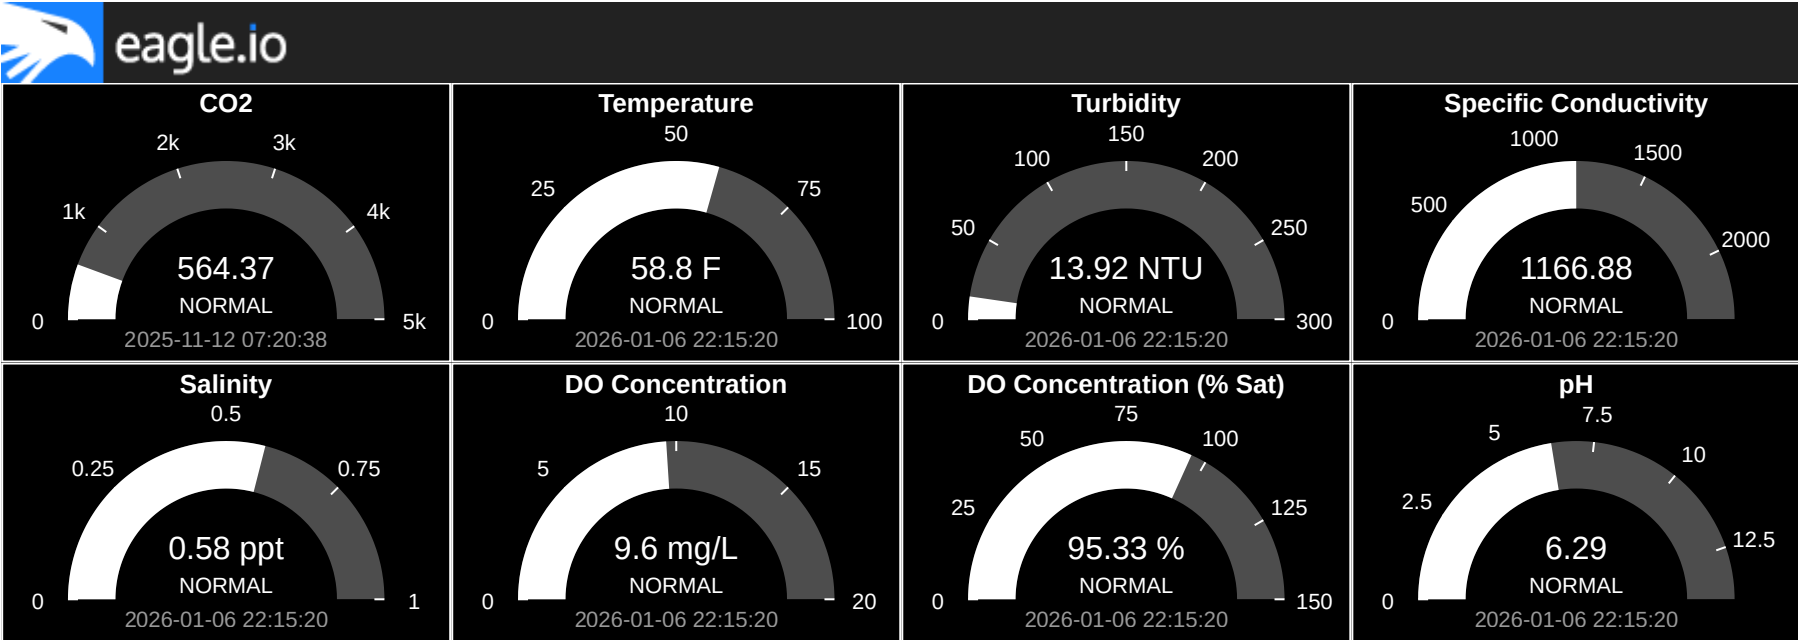 eagle.io
CO2
0
1k
2k
3k
4k
5k
564.37
NORMAL
2025-11-12 07:20:38
Temperature
0
25
50
75
100
58.8 F
NORMAL
2026-01-06 22:15:20
Turbidity
0
50
100
150
200
250
300
13.92 NTU
NORMAL
2026-01-06 22:15:20
Specific Conductivity
0
500
1000
1500
2000
1166.88
NORMAL
2026-01-06 22:15:20
Salinity
0
0.25
0.5
0.75
1
0.58 ppt
NORMAL
2026-01-06 22:15:20
DO Concentration
0
5
10
15
20
9.6 mg/L
NORMAL
2026-01-06 22:15:20
DO Concentration (% Sat)
0
25
50
75
100
125
150
95.33 %
NORMAL
2026-01-06 22:15:20
pH
0
2.5
5
7.5
10
12.5
6.29
NORMAL
2026-01-06 22:15:20